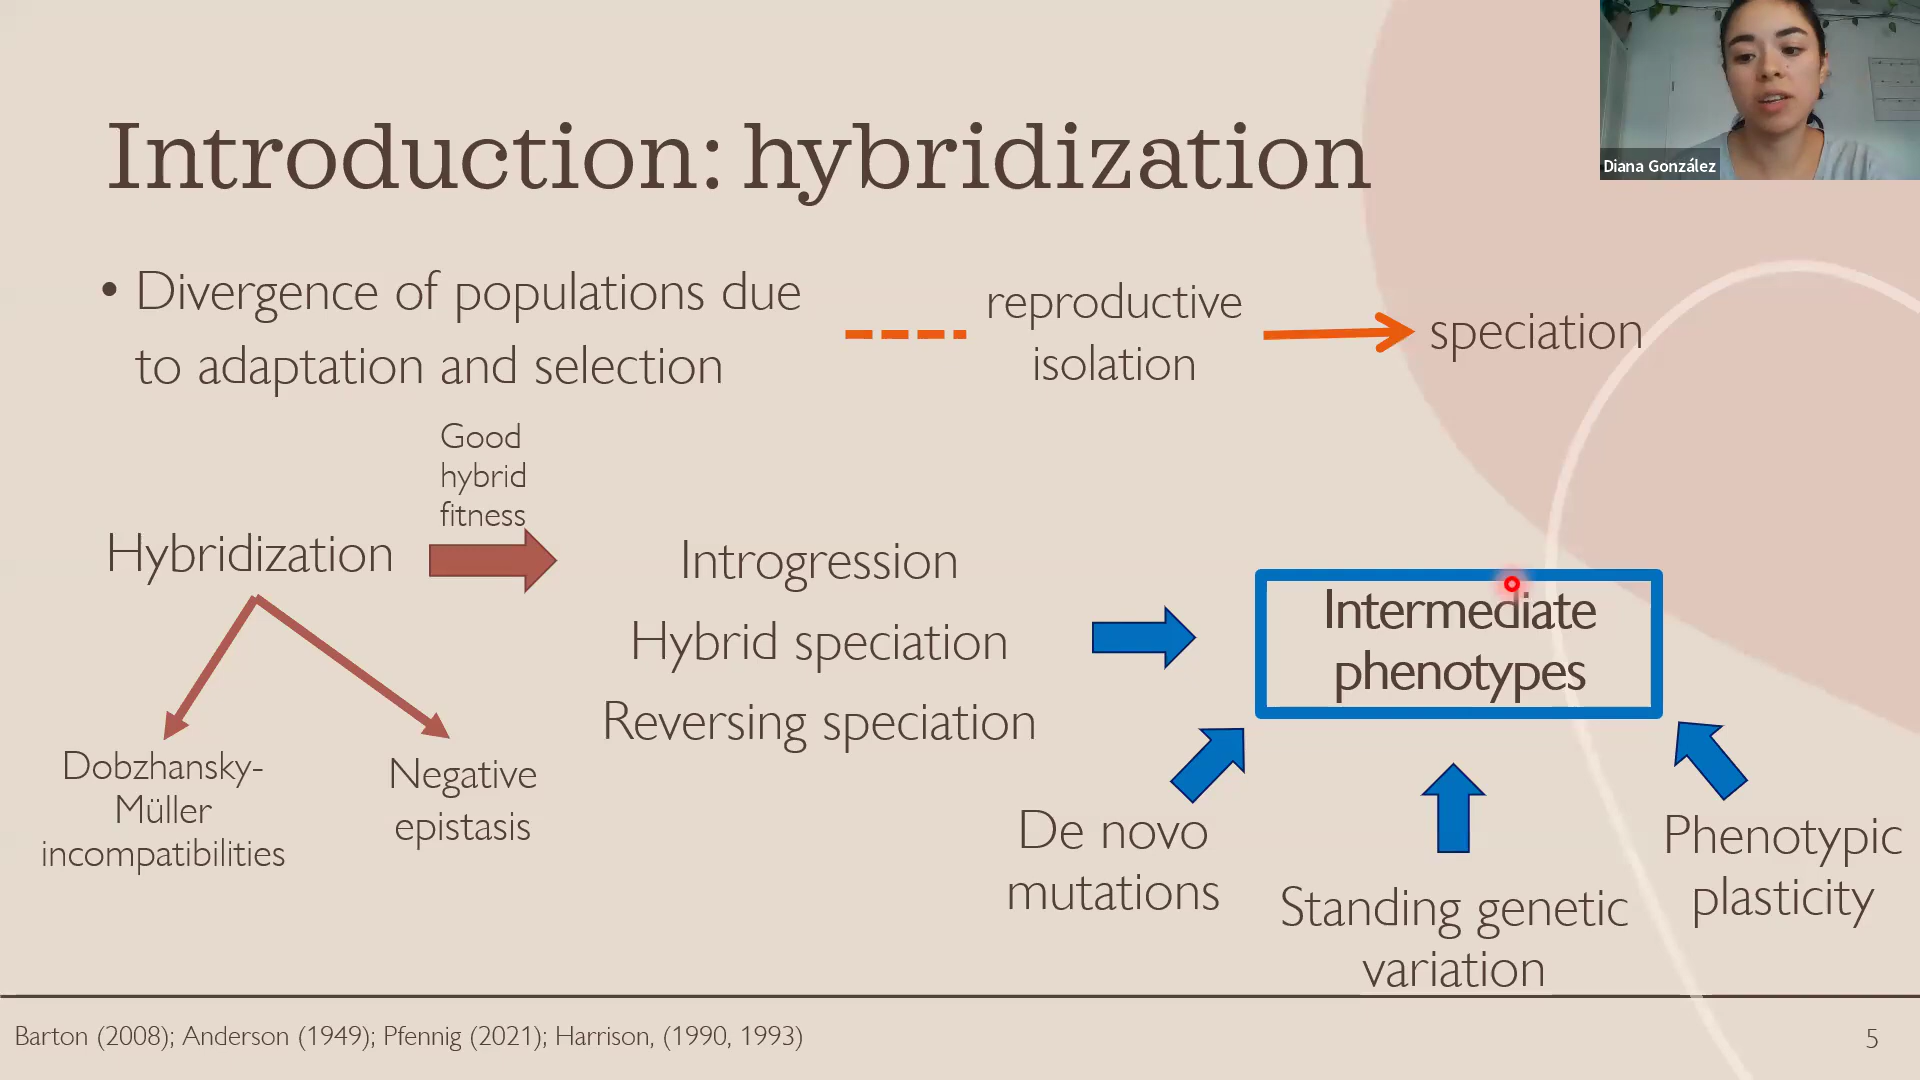 Introduction: hybridization
Diana González
• Divergence of populations due
to adaptation and selection
reproductive
isolation
speciation
Good
hybrid
fitness
Hybridization
Introgression
Hybrid speciation
Reversing speciation
Intermediate
phenotypes
Dobzhansky-
Müller
incompatibilities
Negative
epistasis
De novo
mutations
Standing genetic
variation
Phenotypic
plasticity
Barton (2008); Anderson (1949); Pfennig (2021); Harrison, (1990, 1993)
5